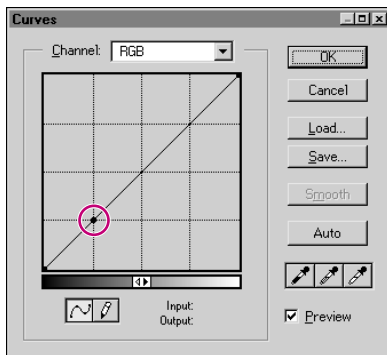 Curves
Channel: RGB
OK
Cancel
Load...
Save...
Smooth
Auto
Input:
Output:
Preview